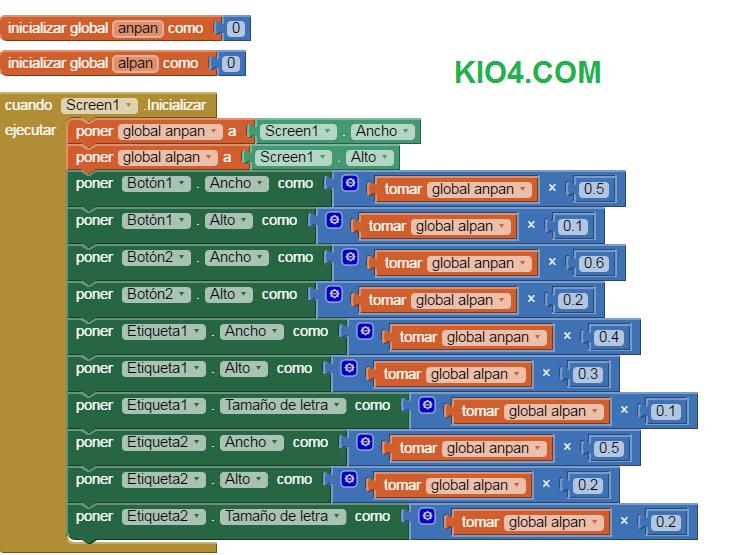 inicializar global anpan como 0
inicializar global alpan como 0
KIO4.COM
cuando Screen1 .Inicializar
ejecutar poner global anpan a Screen1 . Ancho
poner global alpan a Screen1 . Alto
poner Botón1 . Ancho como tomar global anpan × 0.5
poner Botón1 . Alto como tomar global alpan × 0.1
poner Botón2 . Ancho como tomar global anpan × 0.6
poner Botón2 . Alto como tomar global alpan × 0.2
poner Etiqueta1 . Ancho como tomar global anpan × 0.4
poner Etiqueta1 . Alto como tomar global alpan × 0.3
poner Etiqueta1 . Tamaño de letra como tomar global alpan × 0.1
poner Etiqueta2 . Ancho como tomar global anpan × 0.5
poner Etiqueta2 . Alto como tomar global alpan × 0.2
poner Etiqueta2 . Tamaño de letra como tomar global alpan × 0.2